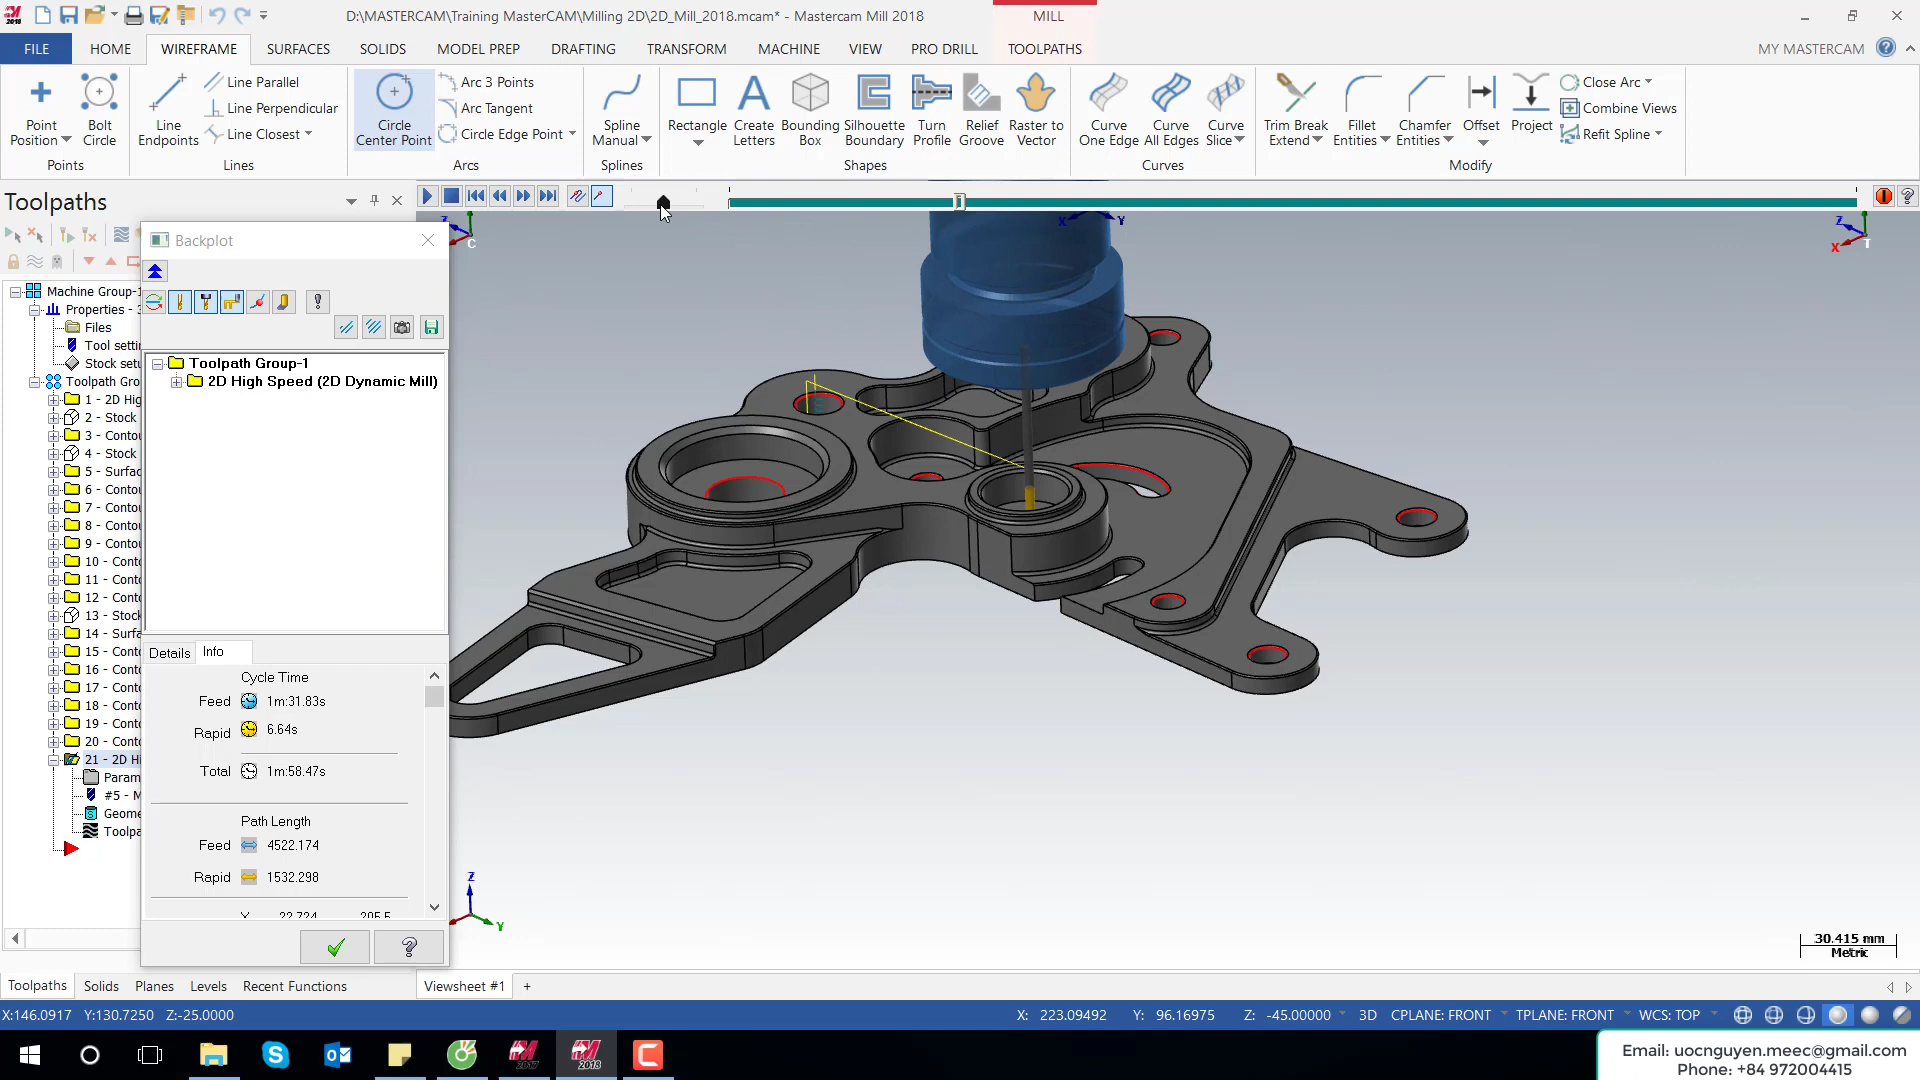 D:\MASTERCAM\Training MasterCAM\Milling 2D\2D_Mill_2018.mcam* - Mastercam Mill 2018
MILL
FILE HOME WIREFRAME SURFACES SOLIDS MODEL PREP DRAFTING TRANSFORM MACHINE VIEW PRO DRILL TOOLPATHS MY MASTERCAM
Point Position
Bolt Circle
Points
Line Endpoints
Line Parallel
Line Perpendicular
Line Closest
Lines
Circle Center Point
Arc 3 Points
Arc Tangent
Circle Edge Point
Arcs
Spline Manual
Splines
Rectangle
Create Letters
Bounding Box
Silhouette Boundary
Turn Profile
Relief Groove
Raster to Vector
Shapes
Curve One Edge
Curve All Edges
Curve Slice
Curves
Trim Break Extend
Fillet Entities
Chamfer Entities
Offset
Project
Close Arc
Combine Views
Refit Spline
Modify
Toolpaths
Machine Group-1
Properties - 
Files
Tool setti
Stock setu
Toolpath Gro
1 - 2D Hig
2 - Stock
3 - Contou
4 - Stock
5 - Surfac
6 - Contou
7 - Contou
8 - Contou
9 - Contou
10 - Conto
11 - Conto
12 - Conto
13 - Stock
14 - Surfa
15 - Conto
16 - Conto
17 - Conto
18 - Conto
19 - Conto
20 - Conto
21 - 2D Hi
Param
#5 - M
Geome
Toolpa
Backplot
Toolpath Group-1
2D High Speed (2D Dynamic Mill)
Details Info
Cycle Time
Feed 1m:31.83s
Rapid 6.64s
Total 1m:58.47s
Path Length
Feed 4522.174
Rapid 1532.298
X 22.724 205.5
Z
C
X Y
Z
X
T
Z
Y
30.415 mm
Metric
Toolpaths Solids Planes Levels Recent Functions
Viewsheet #1 +
X:146.0917 Y:130.7250 Z:-25.0000
X: 223.09492 Y: 96.16975 Z: -45.00000 3D CPLANE: FRONT TPLANE: FRONT WCS: TOP
2017
2018
Email: uocnguyen.meec@gmail.com
Phone: +84 972004415